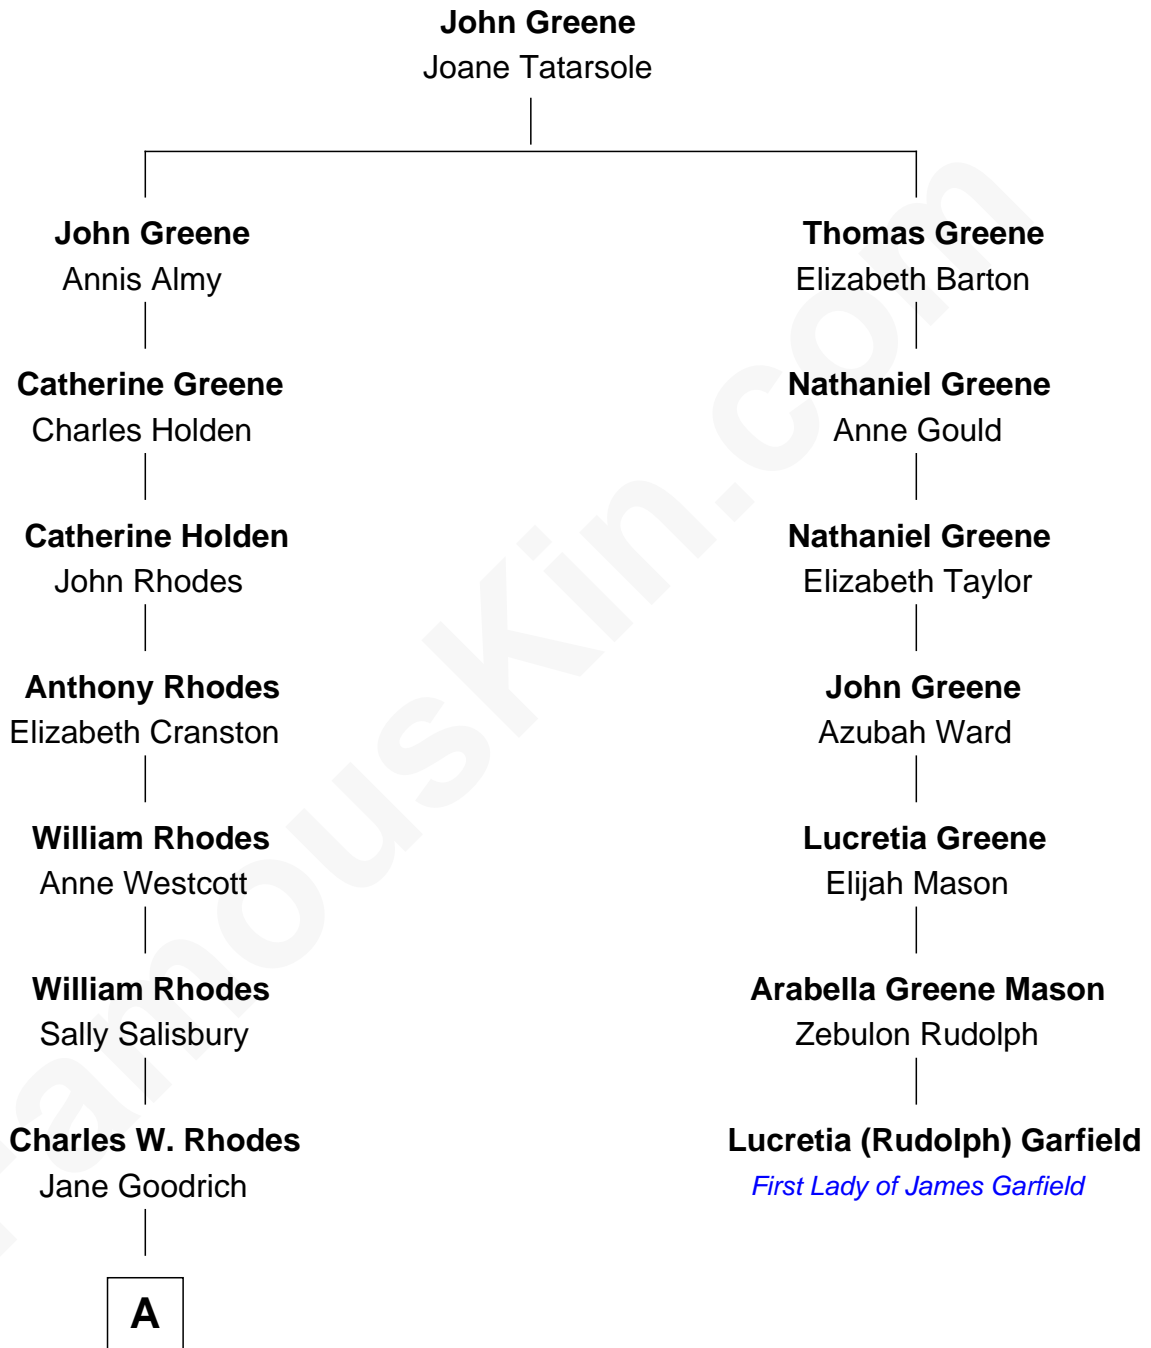 John Greene
Joane Tatarsole
John Greene
Annis Almy
Thomas Greene
Elizabeth Barton
Catherine Greene
Charles Holden
Nathaniel Greene
Anne Gould
Catherine Holden
John Rhodes
Nathaniel Greene
Elizabeth Taylor
Anthony Rhodes
Elizabeth Cranston
John Greene
Azubah Ward
William Rhodes
Anne Westcott
Lucretia Greene
Elijah Mason
William Rhodes
Sally Salisbury
Arabella Greene Mason
Zebulon Rudolph
Charles W. Rhodes
Jane Goodrich
Lucretia (Rudolph) Garfield
First Lady of James Garfield
A
FamousKin.com